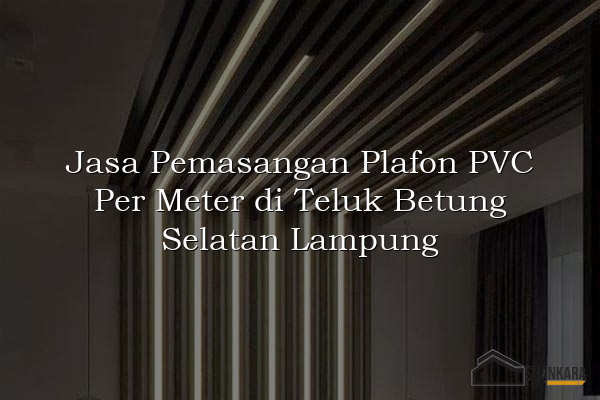 Jasa Pemasangan Plafon PVC
Per Meter di Teluk Betung
Selatan Lampung